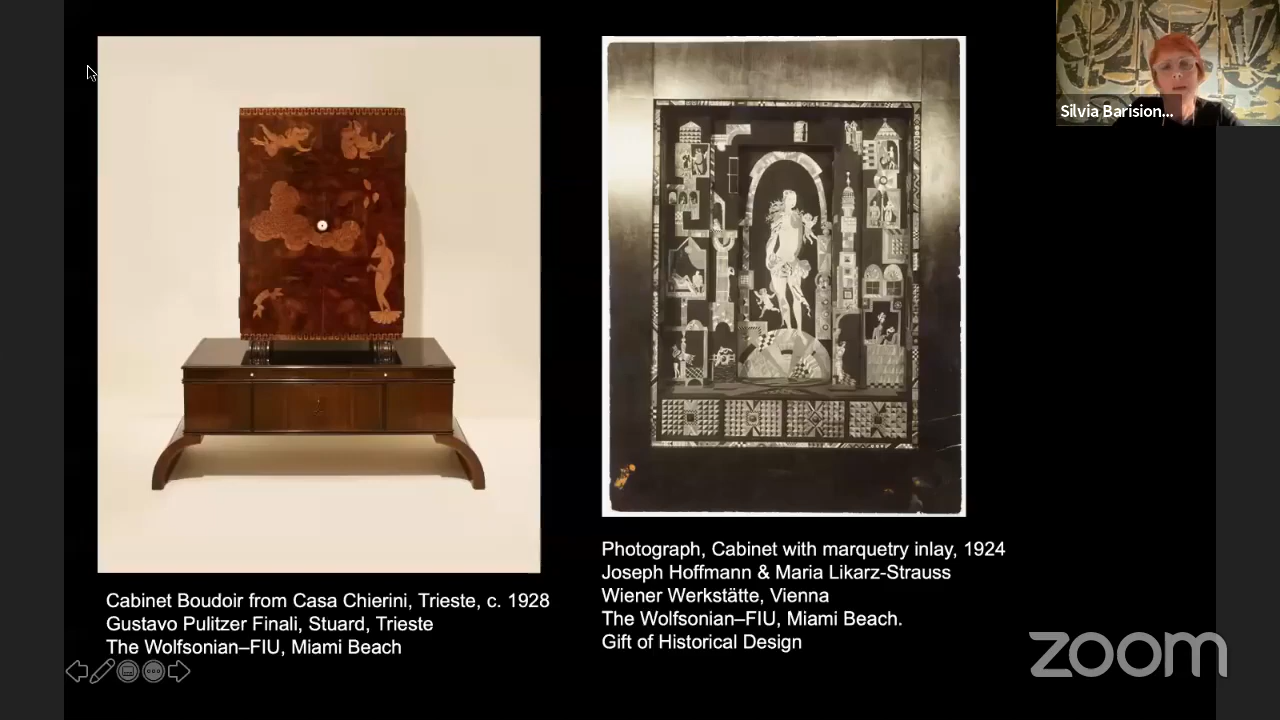 Silvia Barision...
Cabinet Boudoir from Casa Chierini, Trieste, c. 1928
Gustavo Pulitzer Finali, Stuard, Trieste
The Wolfsonian–FIU, Miami Beach
Photograph, Cabinet with marquetry inlay, 1924
Joseph Hoffmann & Maria Likarz-Strauss
Wiener Werkstätte, Vienna
The Wolfsonian–FIU, Miami Beach.
Gift of Historical Design
zoom